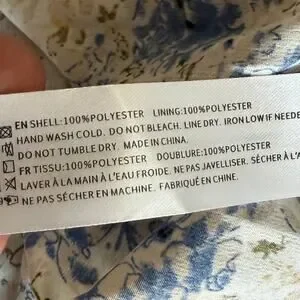 EN SHELL:100%POLYESTER LINING:100%POLYESTER
HAND WASH COLD. DO NOT BLEACH. LINE DRY. IRON LOW IF NEEDE
DO NOT TUMBLE DRY. MADE IN CHINA.
FR TISSU:100%POLYESTER DOUBLURE:100%POLYESTER
LAVER À LA MAIN À L'EAU FROIDE. NE PAS JAVELLISER. SÉCHER À L'A
NE PAS SÉCHER EN MACHINE. FABRIQUÉ EN CHINE.